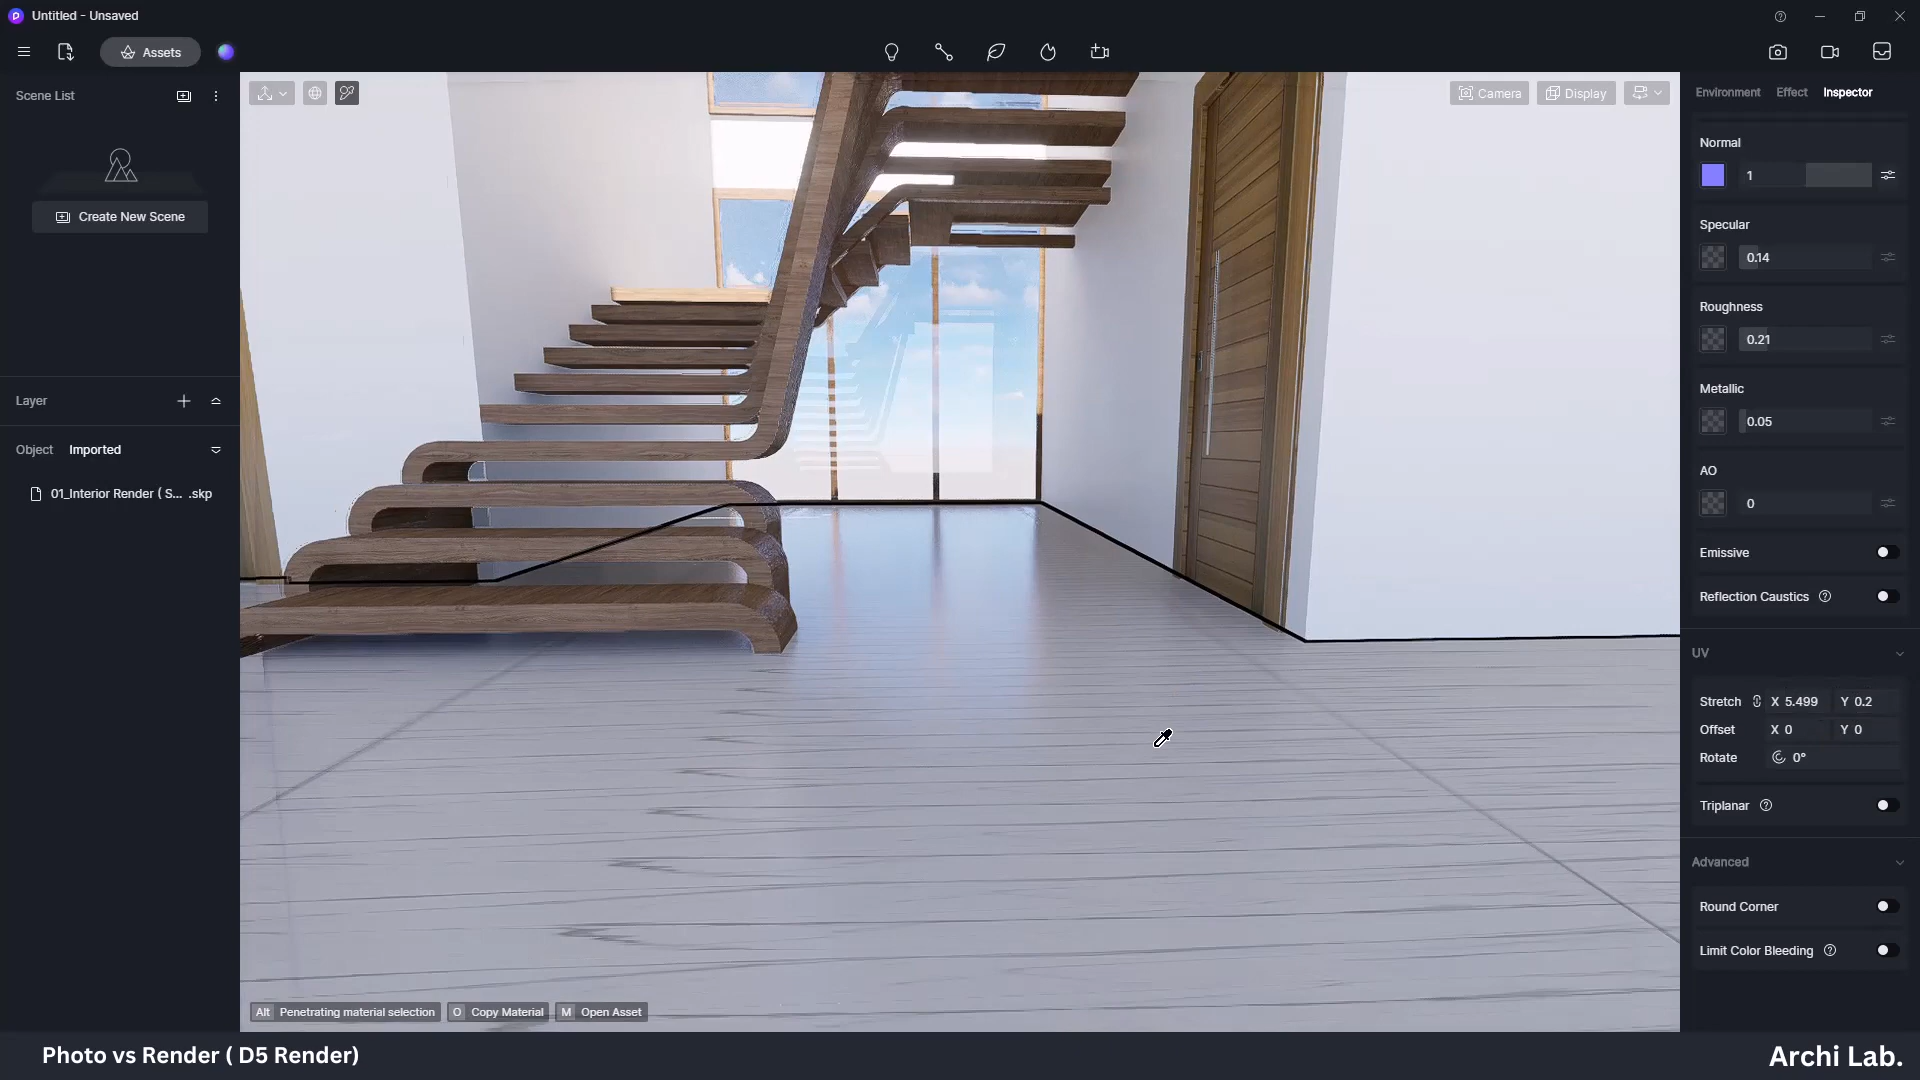 Untitled - Unsaved
Assets
Scene List
Create New Scene
Layer
Object Imported
01_Interior Render ( S... .skp
Camera Display
Environment Effect Inspector
Normal
1
Specular
0.14
Roughness
0.21
Metallic
0.05
AO
0
Emissive
Reflection Caustics
UV
Stretch X 5.499 Y 0.2
Offset X 0 Y 0
Rotate 0°
Triplanar
Advanced
Round Corner
Limit Color Bleeding
Alt Penetrating material selection O Copy Material M Open Asset
Photo vs Render ( D5 Render)
Archi Lab.